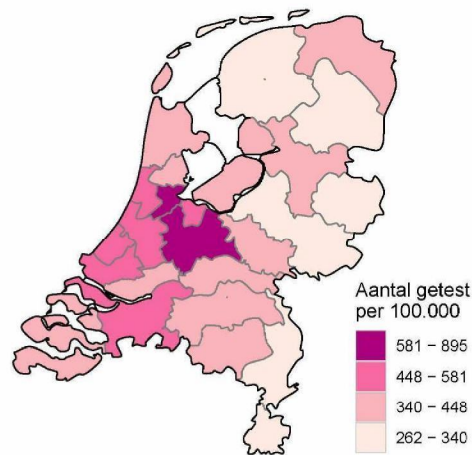 Aantal getest
per 100.000
581 – 895
448 – 581
340 – 448
262 – 340